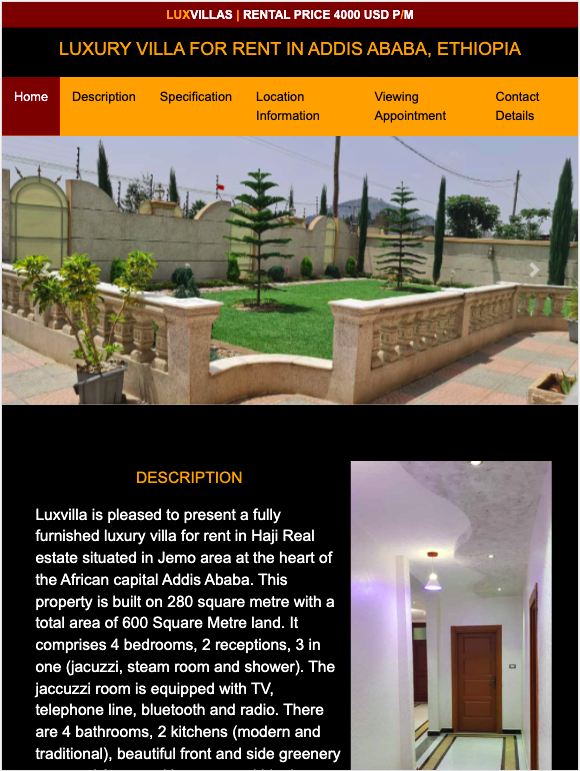 LUXVILLAS | RENTAL PRICE 4000 USD P/M
LUXURY VILLA FOR RENT IN ADDIS ABABA, ETHIOPIA
Home Description Specification Location Information Viewing Appointment Contact Details
DESCRIPTION
Luxvilla is pleased to present a fully
furnished luxury villa for rent in Haji Real
estate situated in Jemo area at the heart of
the African capital Addis Ababa. This
property is built on 280 square metre with a
total area of 600 Square Metre land. It
comprises 4 bedrooms, 2 receptions, 3 in
one (jacuzzi, steam room and shower). The
jaccuzzi room is equipped with TV,
telephone line, bluetooth and radio. There
are 4 bathrooms, 2 kitchens (modern and
traditional), beautiful front and side greenery